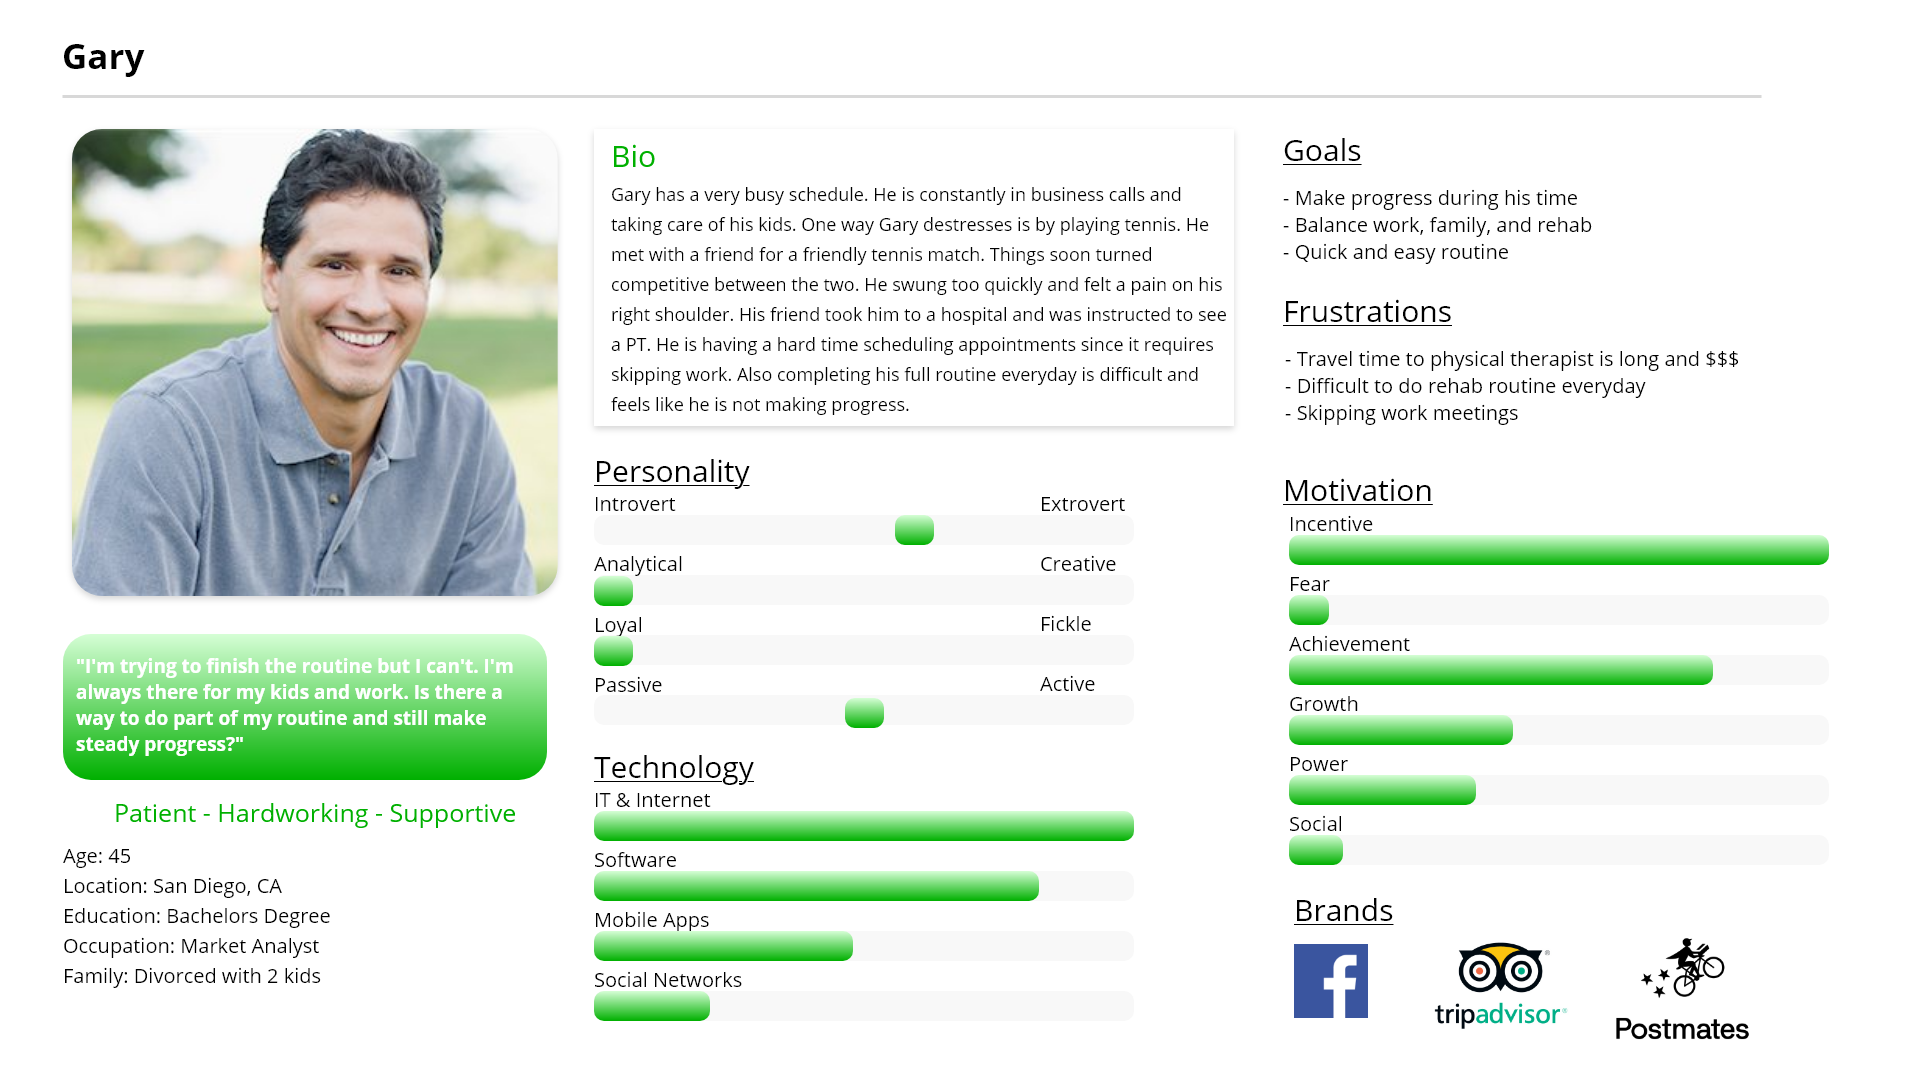 Gary
"I'm trying to finish the routine but I can't. I'm
always there for my kids and work. Is there a
way to do part of my routine and still make
steady progress?"
Patient - Hardworking - Supportive
Age: 45
Location: San Diego, CA
Education: Bachelors Degree
Occupation: Market Analyst
Family: Divorced with 2 kids
Bio
Gary has a very busy schedule. He is constantly in business calls and
taking care of his kids. One way Gary destresses is by playing tennis. He
met with a friend for a friendly tennis match. Things soon turned
competitive between the two. He swung too quickly and felt a pain on his
right shoulder. His friend took him to a hospital and was instructed to see
a PT. He is having a hard time scheduling appointments since it requires
skipping work. Also completing his full routine everyday is difficult and
feels like he is not making progress.
Personality
Introvert Extrovert
Analytical Creative
Loyal Fickle
Passive Active
Technology
IT & Internet
Software
Mobile Apps
Social Networks
Goals
- Make progress during his time
- Balance work, family, and rehab
- Quick and easy routine
Frustrations
- Travel time to physical therapist is long and $$$
- Difficult to do rehab routine everyday
- Skipping work meetings
Motivation
Incentive
Fear
Achievement
Growth
Power
Social
Brands
f
tripadvisor®
Postmates